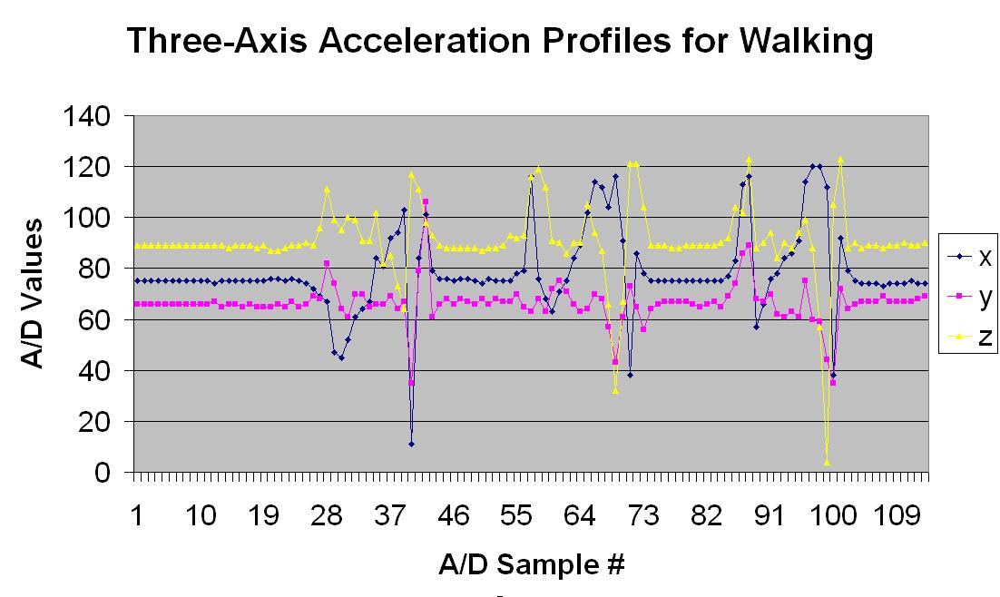 Three-Axis Acceleration Profiles for Walking
140
120
100
80
60
40
20
0
A/D Values
1 10 19 28 37 46 55 64 73 82 91 100 109
A/D Sample #
x
y
z